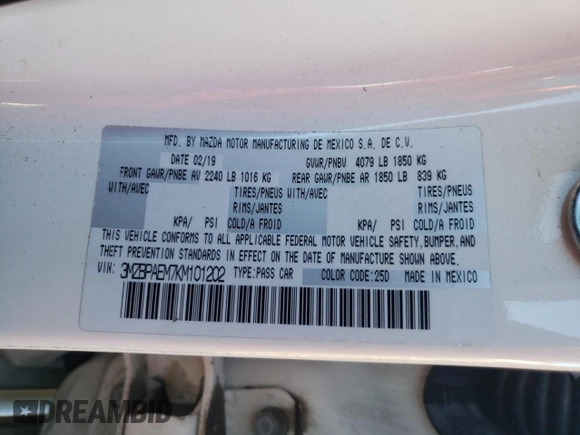 MFD. BY MAZDA MOTOR MANUFACTURING DE MEXICO S.A. DE C.V.
DATE 02/19 GVWR/PNBV 4079 LB 1850 KG
FRONT GAWR/PNBE AV 2240 LB 1016 KG REAR GAWR/PNBE AR 1850 LB 839 KG
WITH/AVEC TIRES/PNEUS WITH/AVEC TIRES/PNEUS
RIMS/JANTES RIMS/JANTES
KPA/ PSI COLD/A FROID KPA/ PSI COLD/A FROID
THIS VEHICLE CONFORMS TO ALL APPLICABLE FEDERAL MOTOR VEHICLE SAFETY, BUMPER, AND
THEFT PREVENTION STANDARDS IN EFFECT ON THE DATE OF MANUFACTURE SHOWN ABOVE.
VIN: 3MZBPAEM7KM101202 TYPE:PASS CAR COLOR CODE:25D MADE IN MEXICO
DREAMBID